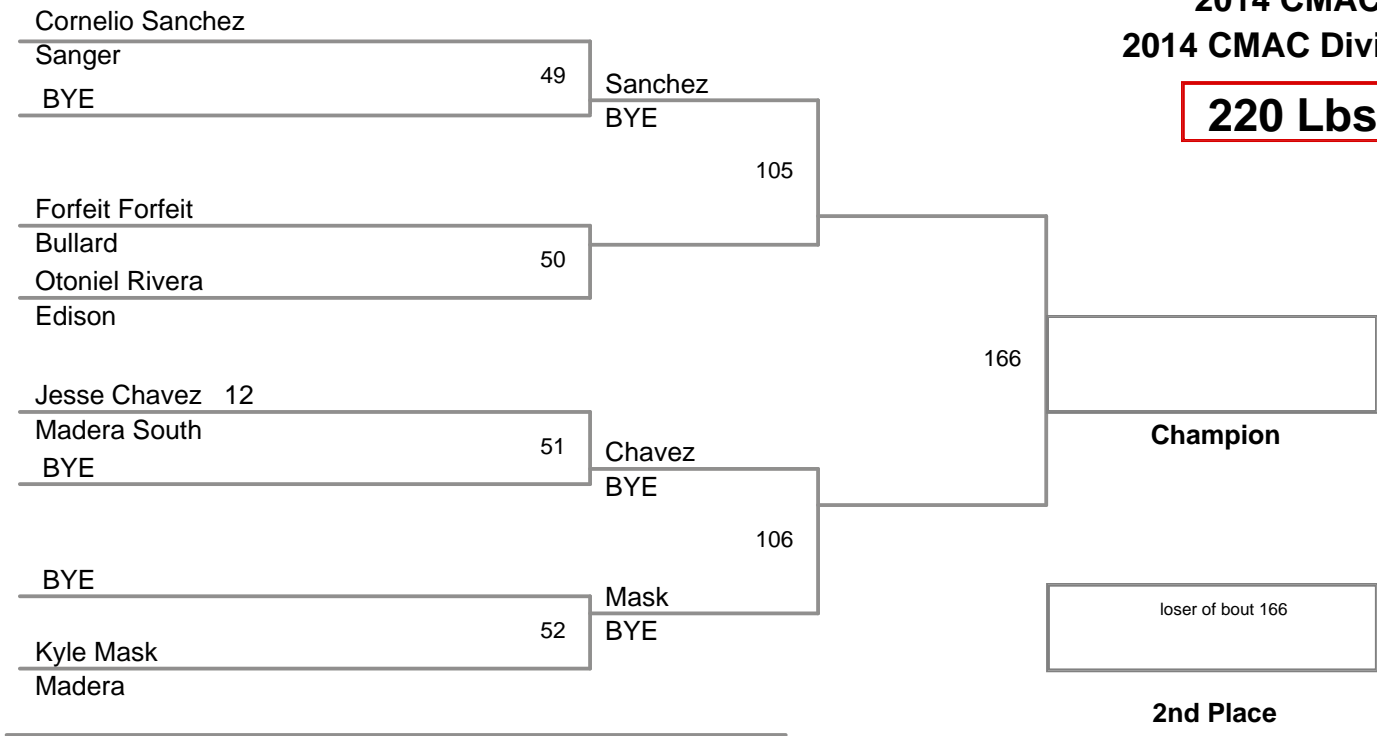 2014 CMAC
2014 CMAC Divi
220 Lbs
Cornelio Sanchez
Sanger
BYE
49
Sanchez
BYE
105
Forfeit Forfeit
Bullard
50
Otoniel Rivera
Edison
166
Jesse Chavez 12
Madera South
BYE
51
Chavez
BYE
Champion
106
BYE
Mask
BYE
52
Kyle Mask
Madera
loser of bout 166
2nd Place